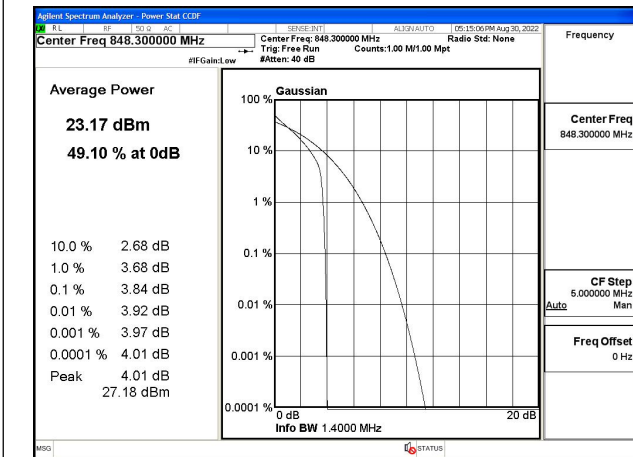 Agilent Spectrum Analyzer - Power Stat CCDF
RL RF 50 Ω AC SENSE:INT ALIGN AUTO 05:15:06 PM Aug 30, 2022
Center Freq 848.300000 MHz
Center Freq: 848.300000 MHz Radio Std: None
Trig: Free Run Counts:1.00 M/1.00 Mpt
#IFGain:Low #Atten: 40 dB
Frequency
Average Power
23.17 dBm
49.10 % at 0dB
10.0 % 2.68 dB
1.0 % 3.68 dB
0.1 % 3.84 dB
0.01 % 3.92 dB
0.001 % 3.97 dB
0.0001 % 4.01 dB
Peak 4.01 dB
27.18 dBm
Gaussian
100 %
10 %
1 %
0.1 %
0.01 %
0.001 %
0.0001 %
0 dB 20 dB
Info BW 1.4000 MHz
Center Freq
848.300000 MHz
CF Step
5.000000 MHz
Auto Man
Freq Offset
0 Hz
MSG STATUS